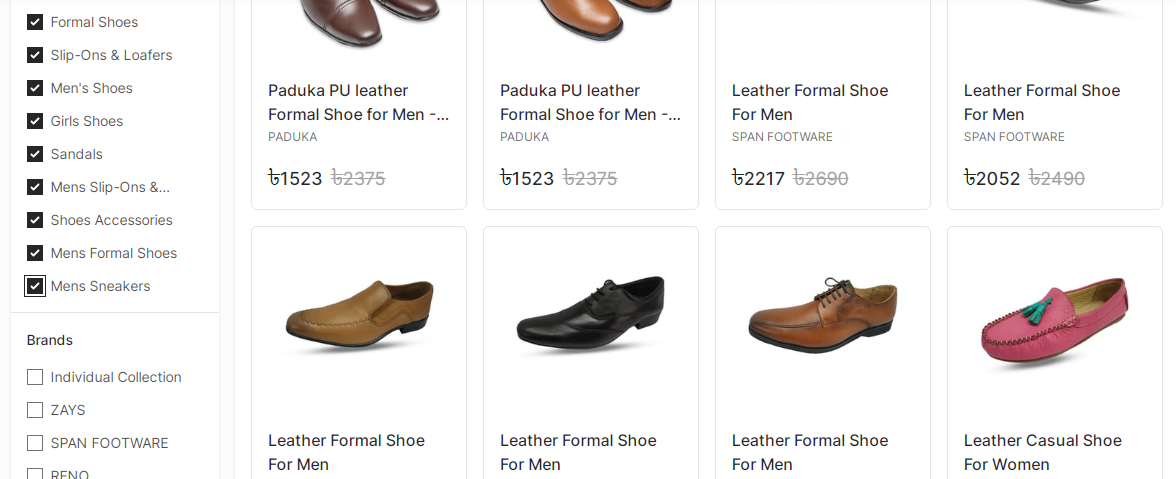 Formal Shoes
Slip-Ons & Loafers
Men's Shoes
Girls Shoes
Sandals
Mens Slip-Ons &...
Shoes Accessories
Mens Formal Shoes
Mens Sneakers
Brands
Individual Collection
ZAYS
SPAN FOOTWARE
RENO
Paduka PU leather
Formal Shoe for Men -...
PADUKA
৳1523 ৳2375
Paduka PU leather
Formal Shoe for Men -...
PADUKA
৳1523 ৳2375
Leather Formal Shoe
For Men
SPAN FOOTWARE
৳2217 ৳2690
Leather Formal Shoe
For Men
SPAN FOOTWARE
৳2052 ৳2490
Leather Formal Shoe
For Men
Leather Formal Shoe
For Men
Leather Formal Shoe
For Men
Leather Casual Shoe
For Women